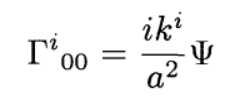 Γ^i_{00} = \frac{ik^i}{a^2} Ψ